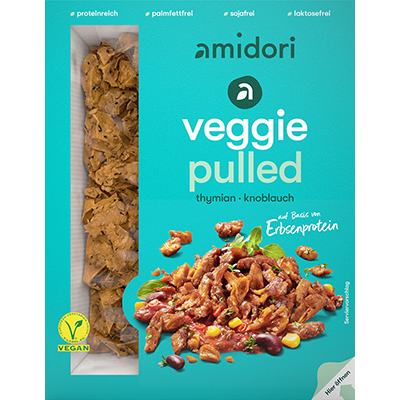 # proteinreich # palmfettfrei # sojafrei # laktosefrei
amidori
a
veggie
pulled
thymian · knoblauch
auf Basis von
Erbsenprotein
Serviervorschlag
VEGAN
Hier öffnen